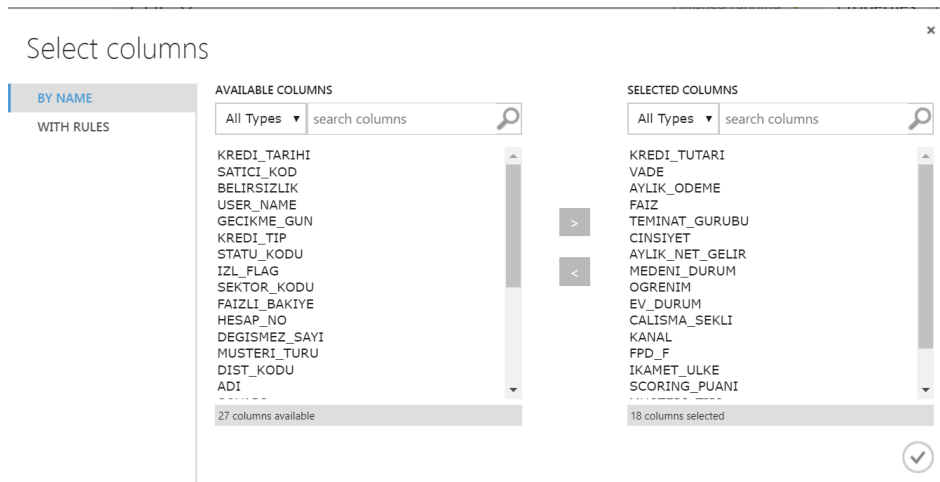 Select columns
×
BY NAME
WITH RULES
AVAILABLE COLUMNS
All Types ▼ search columns
KREDI_TARIHI
SATICI_KOD
BELIRSIZLIK
USER_NAME
GECIKME_GUN
KREDI_TIP
STATU_KODU
IZL_FLAG
SEKTOR_KODU
FAIZLI_BAKIYE
HESAP_NO
DEGISMEZ_SAYI
MUSTERI_TURU
DIST_KODU
ADI
27 columns available
>
<
SELECTED COLUMNS
All Types ▼ search columns
KREDI_TUTARI
VADE
AYLIK_ODEME
FAIZ
TEMINAT_GURUBU
CINSIYET
AYLIK_NET_GELIR
MEDENI_DURUM
OGRENIM
EV_DURUM
CALISMA_SEKLI
KANAL
FPD_F
IKAMET_ULKE
SCORING_PUANI
18 columns selected